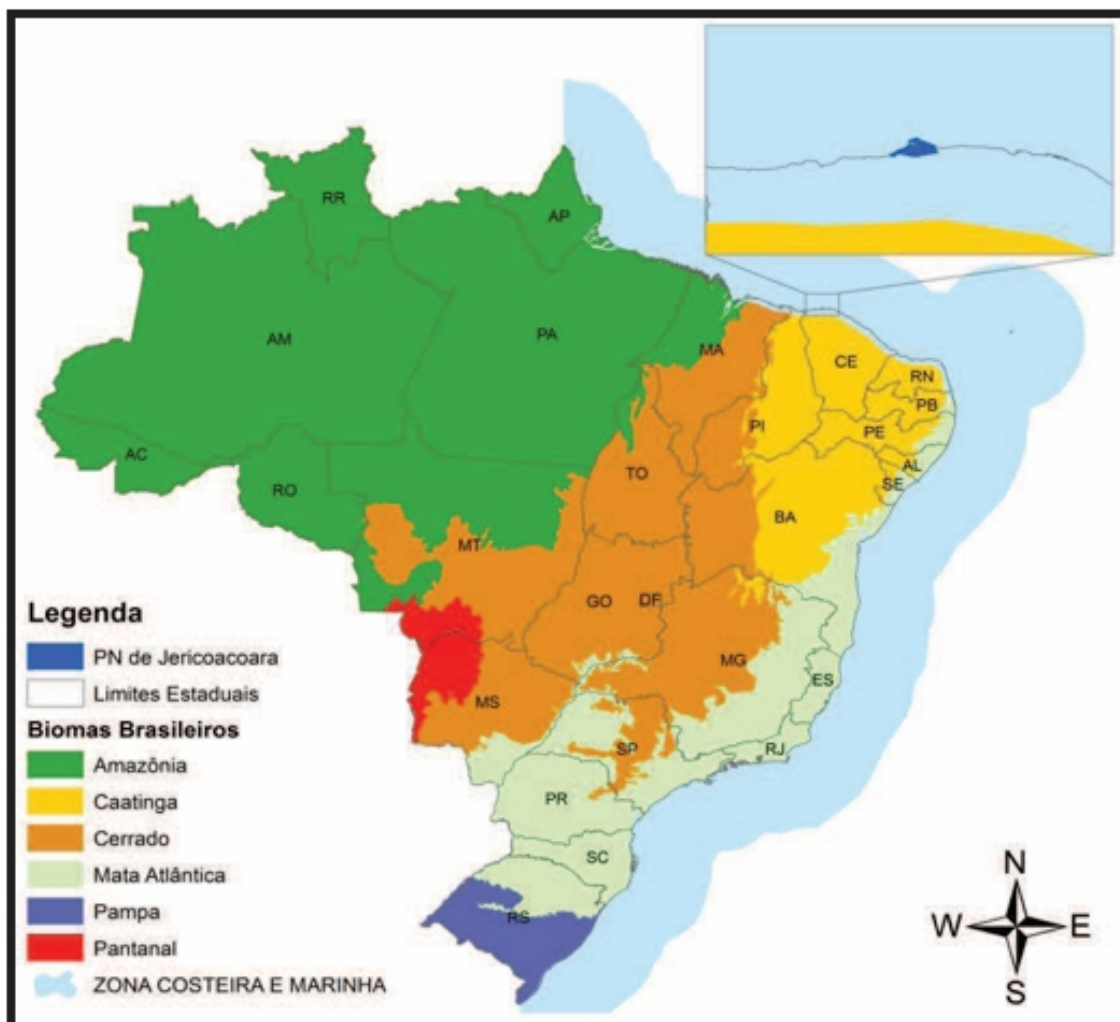 RR
AP
AM
PA
MA
CE
RN
PB
PI
PE
AC
TO
AL
RO
SE
BA
MT
GO
DF
MG
MS
ES
SP
RJ
PR
SC
RS
Legenda
PN de Jericoacoara
Limites Estaduais
Biomas Brasileiros
Amazônia
Caatinga
Cerrado
Mata Atlântica
Pampa
Pantanal
ZONA COSTEIRA E MARINHA
N
W
E
S